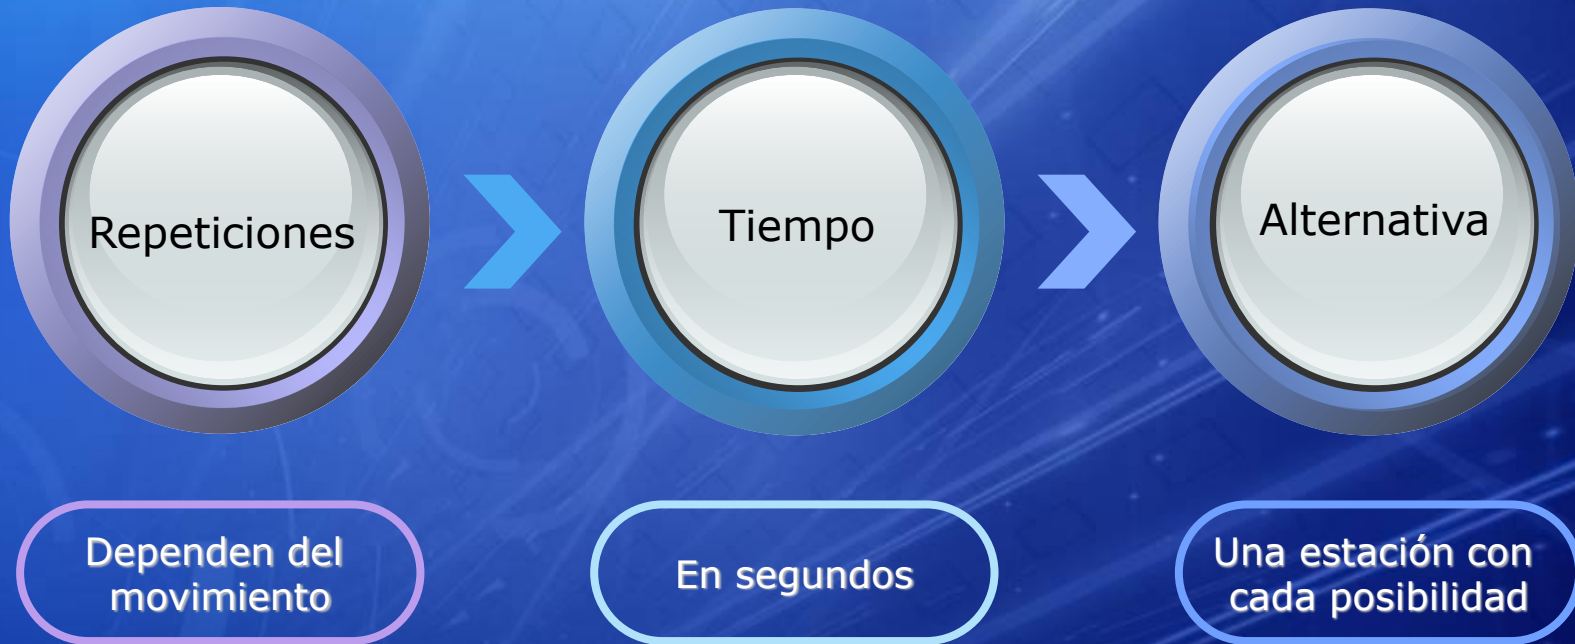 Repeticiones
Tiempo
Alternativa
Dependen del
movimiento
En segundos
Una estación con
cada posibilidad